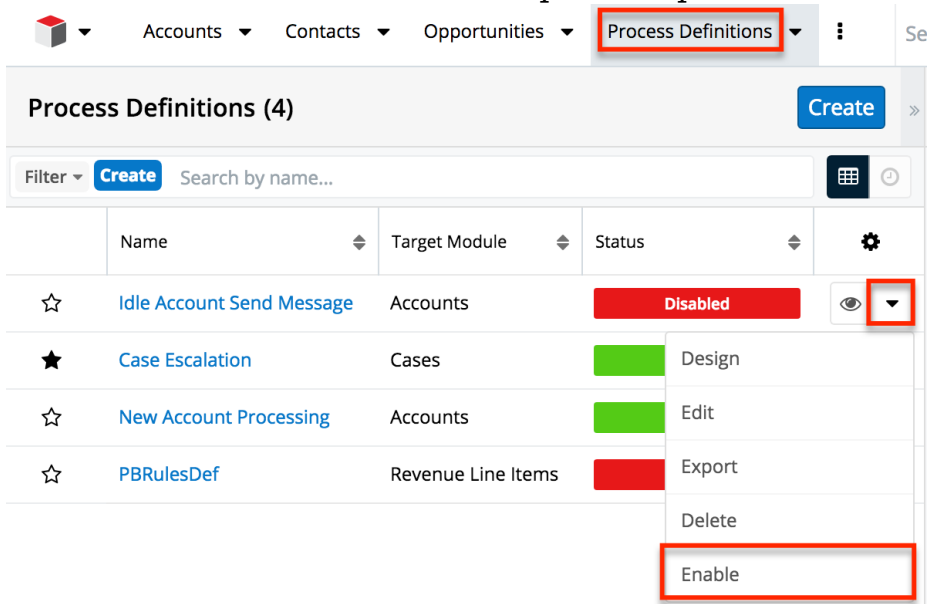 Accounts Contacts Opportunities Process Definitions Se
Process Definitions (4) Create »
Filter Create Search by name...
Name Target Module Status
Idle Account Send Message Accounts Disabled
Case Escalation Cases
Design
New Account Processing Accounts
Edit
PBRulesDef Revenue Line Items
Export
Delete
Enable